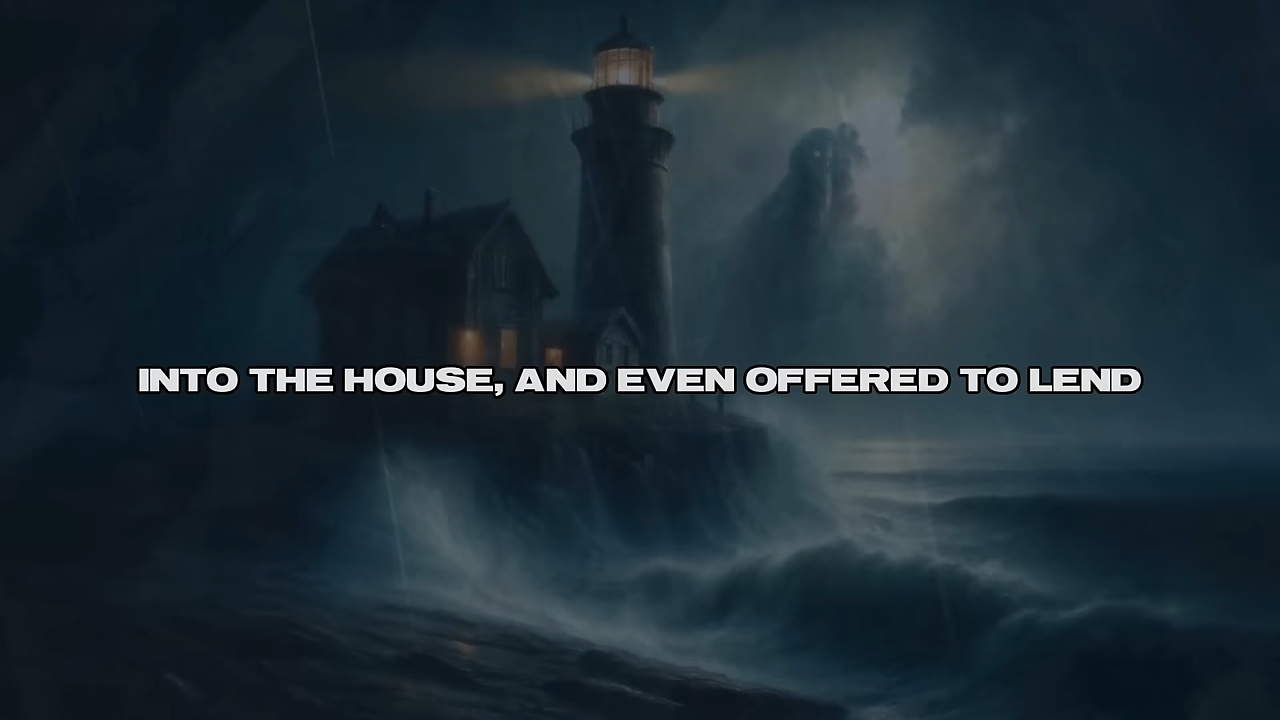 INTO THE HOUSE, AND EVEN OFFERED TO LEND